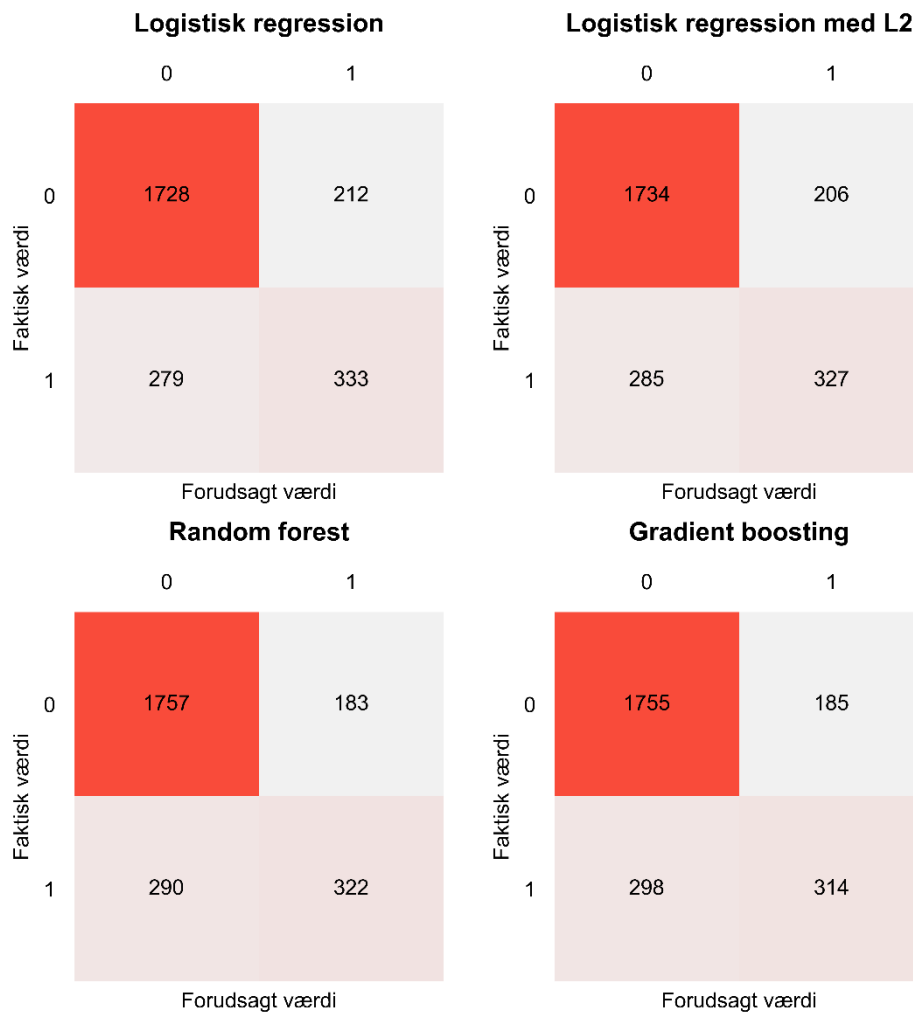 Logistisk regression
0 1
0 1728 212
Faktisk værdi
1 279 333
Forudsagt værdi
Logistisk regression med L2
0 1
0 1734 206
Faktisk værdi
1 285 327
Forudsagt værdi
Random forest
0 1
0 1757 183
Faktisk værdi
1 290 322
Forudsagt værdi
Gradient boosting
0 1
0 1755 185
Faktisk værdi
1 298 314
Forudsagt værdi